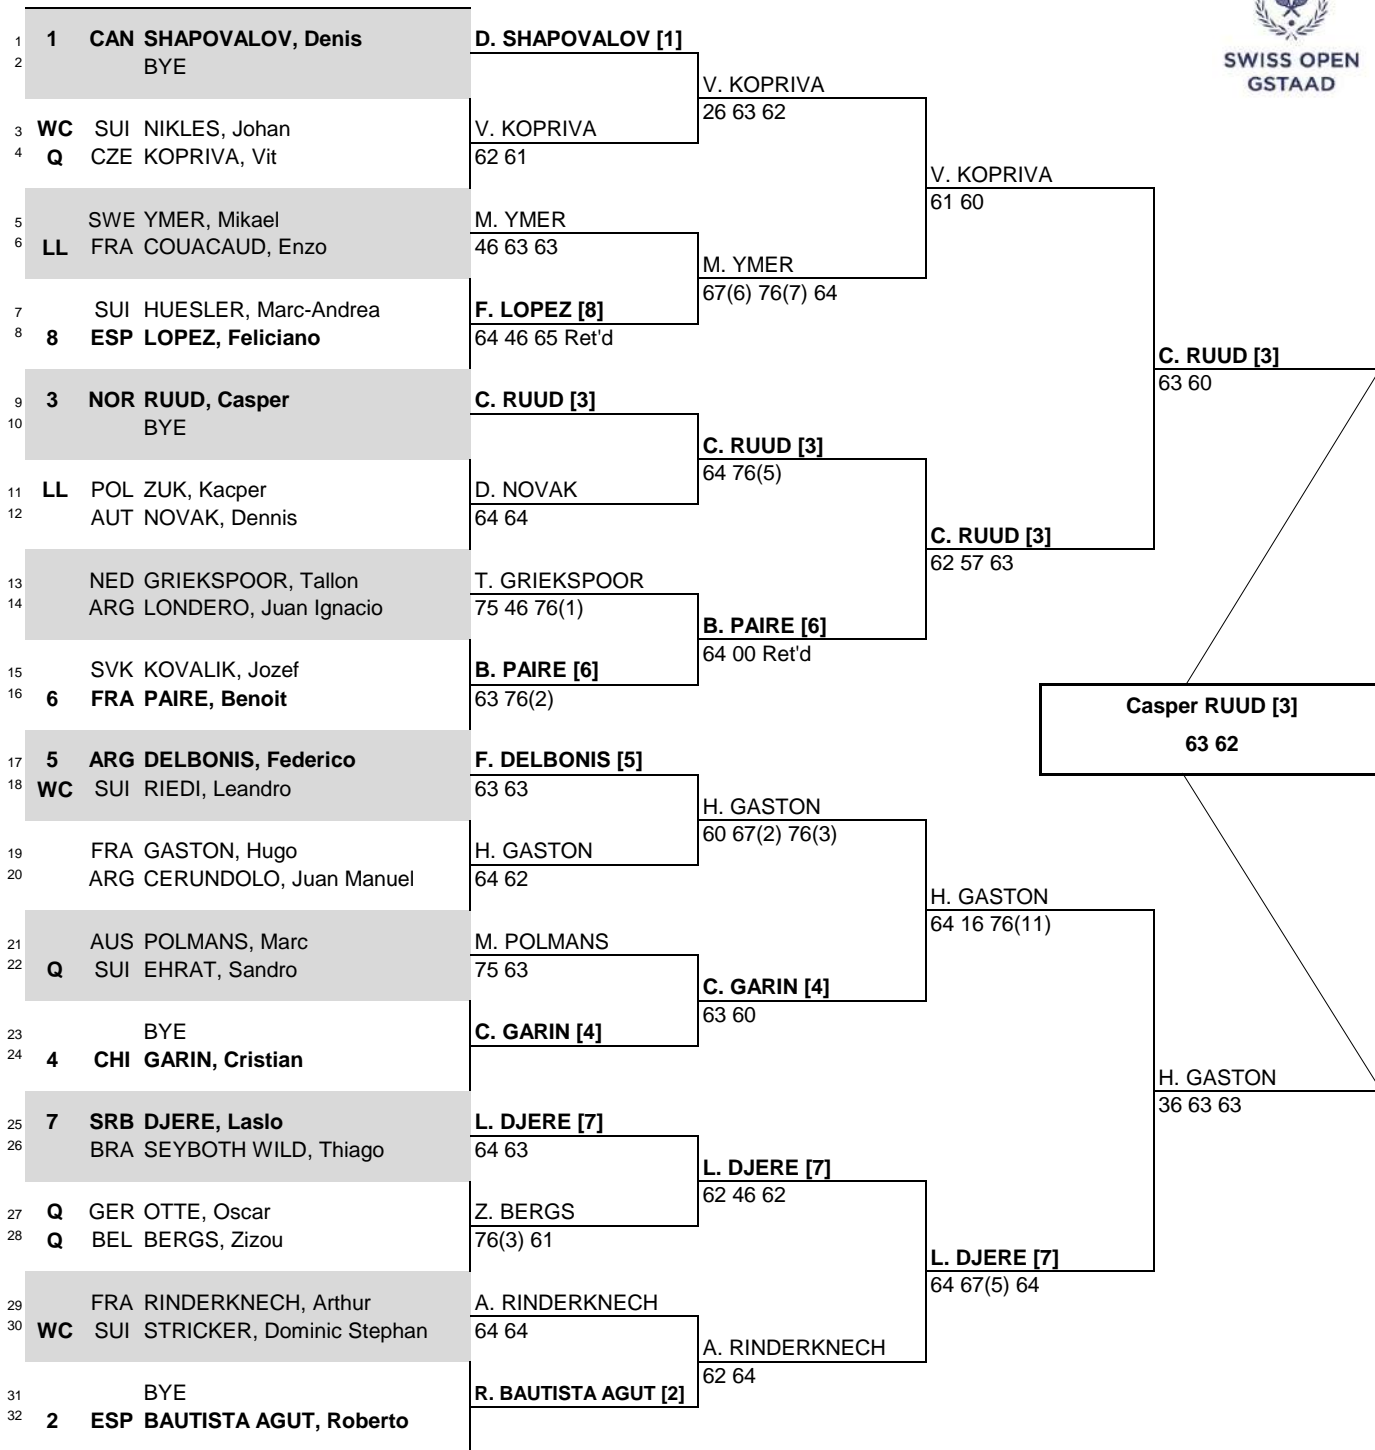 SWISS OPEN
GSTAAD
1 1 CAN SHAPOVALOV, Denis
2 BYE
3 WC SUI NIKLES, Johan
4 Q CZE KOPRIVA, Vit
5 SWE YMER, Mikael
6 LL FRA COUACAUD, Enzo
7 SUI HUESLER, Marc-Andrea
8 8 ESP LOPEZ, Feliciano
9 3 NOR RUUD, Casper
10 BYE
11 LL POL ZUK, Kacper
12 AUT NOVAK, Dennis
13 NED GRIEKSPOOR, Tallon
14 ARG LONDERO, Juan Ignacio
15 SVK KOVALIK, Jozef
16 6 FRA PAIRE, Benoit
17 5 ARG DELBONIS, Federico
18 WC SUI RIEDI, Leandro
19 FRA GASTON, Hugo
20 ARG CERUNDOLO, Juan Manuel
21 AUS POLMANS, Marc
22 Q SUI EHRAT, Sandro
23 BYE
24 4 CHI GARIN, Cristian
25 7 SRB DJERE, Laslo
26 BRA SEYBOTH WILD, Thiago
27 Q GER OTTE, Oscar
28 Q BEL BERGS, Zizou
29 FRA RINDERKNECH, Arthur
30 WC SUI STRICKER, Dominic Stephan
31 BYE
32 2 ESP BAUTISTA AGUT, Roberto
D. SHAPOVALOV [1]
V. KOPRIVA
62 61
M. YMER
46 63 63
F. LOPEZ [8]
64 46 65 Ret'd
C. RUUD [3]
D. NOVAK
64 64
T. GRIEKSPOOR
75 46 76(1)
B. PAIRE [6]
63 76(2)
F. DELBONIS [5]
63 63
H. GASTON
64 62
M. POLMANS
75 63
C. GARIN [4]
L. DJERE [7]
64 63
Z. BERGS
76(3) 61
A. RINDERKNECH
64 64
R. BAUTISTA AGUT [2]
V. KOPRIVA
26 63 62
M. YMER
67(6) 76(7) 64
C. RUUD [3]
64 76(5)
B. PAIRE [6]
64 00 Ret'd
H. GASTON
60 67(2) 76(3)
C. GARIN [4]
63 60
L. DJERE [7]
62 46 62
A. RINDERKNECH
62 64
V. KOPRIVA
61 60
C. RUUD [3]
62 57 63
H. GASTON
64 16 76(11)
L. DJERE [7]
64 67(5) 64
C. RUUD [3]
63 60
H. GASTON
36 63 63
Casper RUUD [3]
63 62